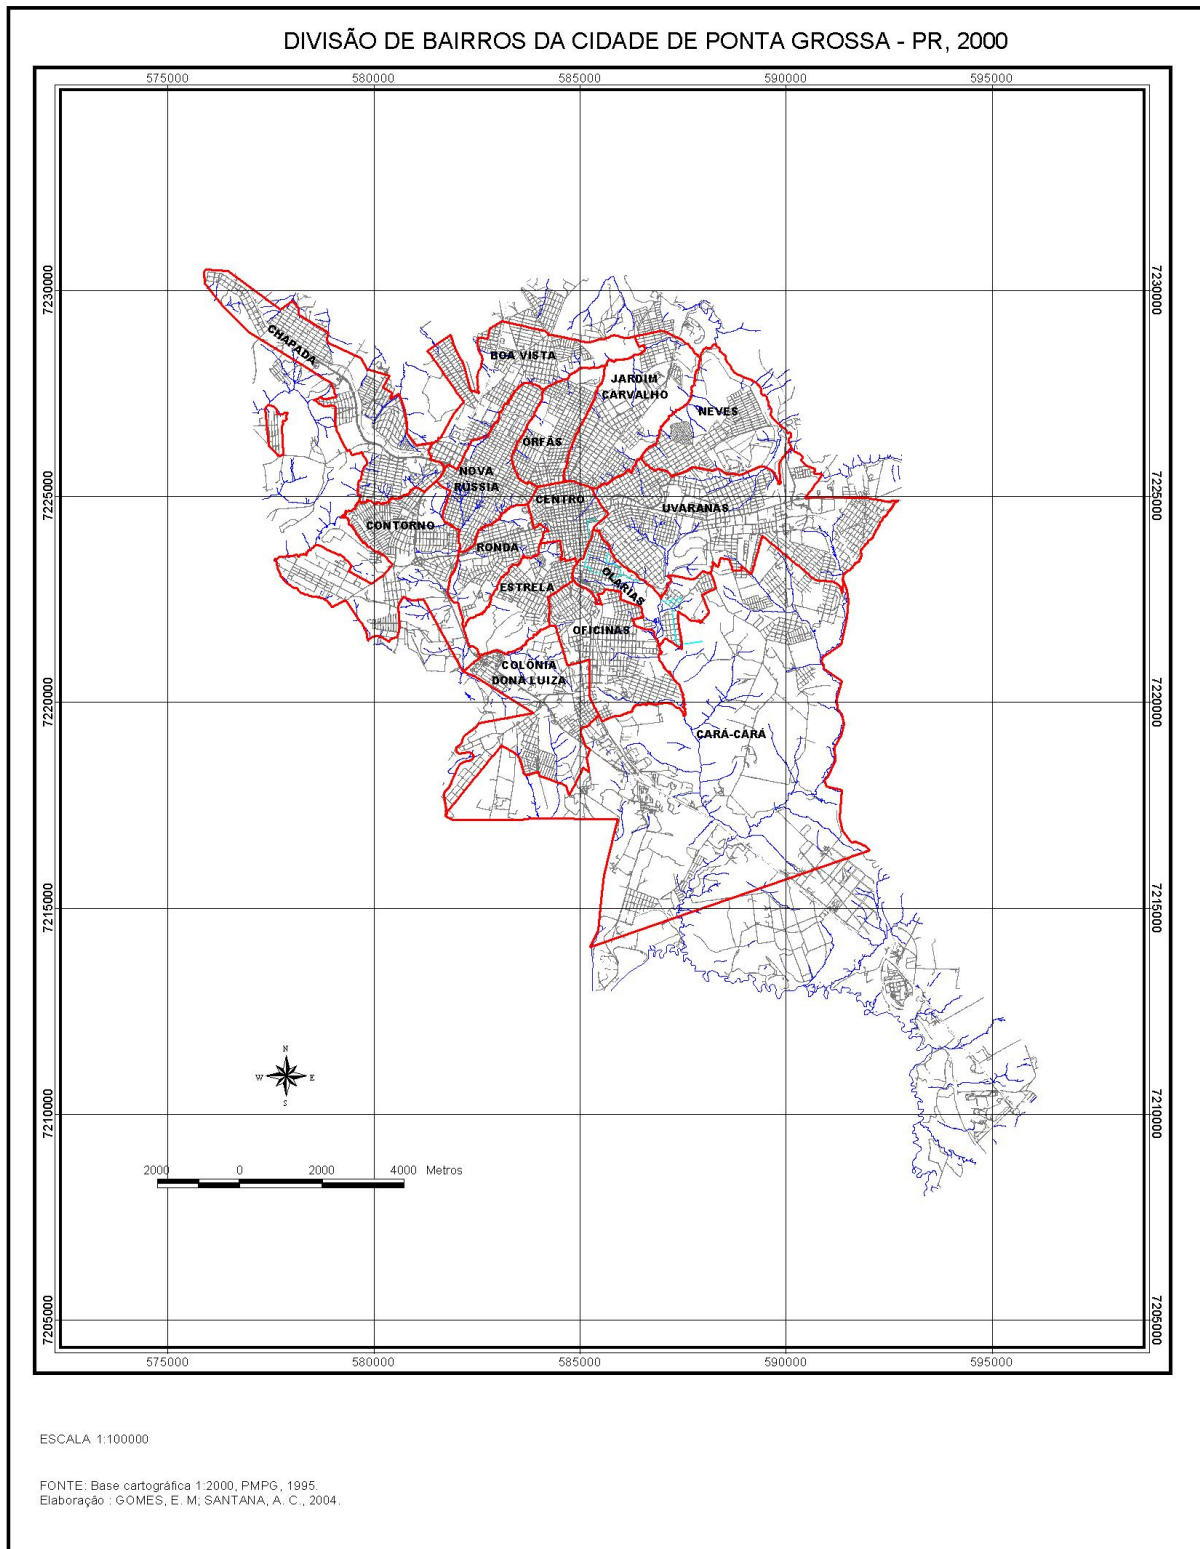 DIVISÃO DE BAIRROS DA CIDADE DE PONTA GROSSA - PR, 2000
575000
580000
585000
590000
595000
7230000
7230000
CHAPADA
BOA VISTA
JARDIM
CARVALHO
NEVES
ÓRFÃS
NOVA
RÚSSIA
CENTRO
UVARANAS
7225000
7225000
CONTORNO
RONDA
ESTRELA
OLARIAS
OFICINAS
COLÔNIA
DONA LUIZA
7220000
7220000
CARÁ-CARÁ
7215000
7215000
N
W
E
S
7210000
7210000
2000
0
2000
4000 Metros
7205000
7205000
575000
580000
585000
590000
595000
ESCALA 1:100000
FONTE: Base cartográfica 1:2000, PMPG, 1995.
Elaboração : GOMES, E. M; SANTANA, A. C., 2004.